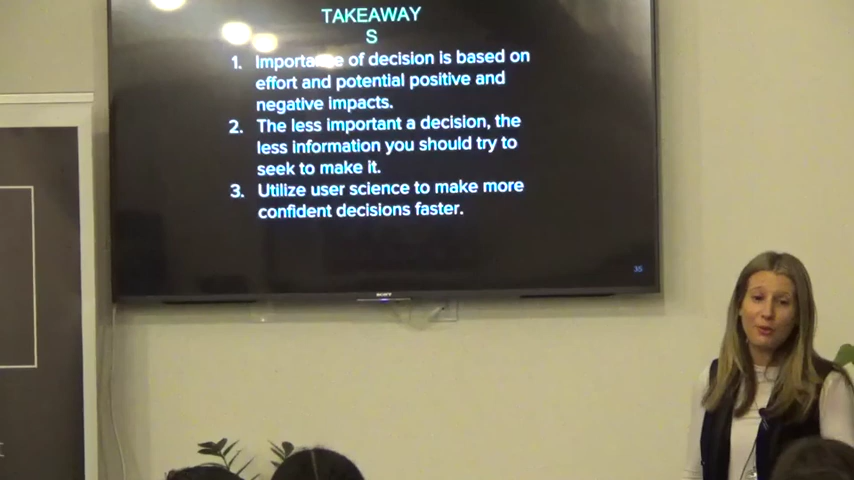 TAKEAWAY
S
1. Importance of decision is based on
effort and potential positive and
negative impacts.
2. The less important a decision, the
less information you should try to
seek to make it.
3. Utilize user science to make more
confident decisions faster.
35
SONY